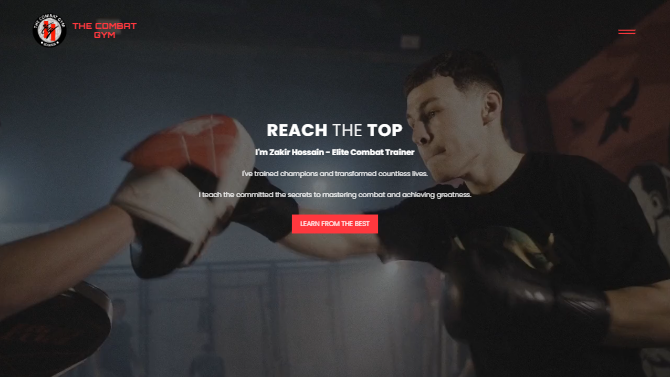 THE COMBAT
GYM
REACH THE TOP
I'm Zakir Hossain - Elite Combat Trainer
I've trained champions and transformed countless lives.
I teach the committed the secrets to mastering combat and achieving greatness.
LEARN FROM THE BEST